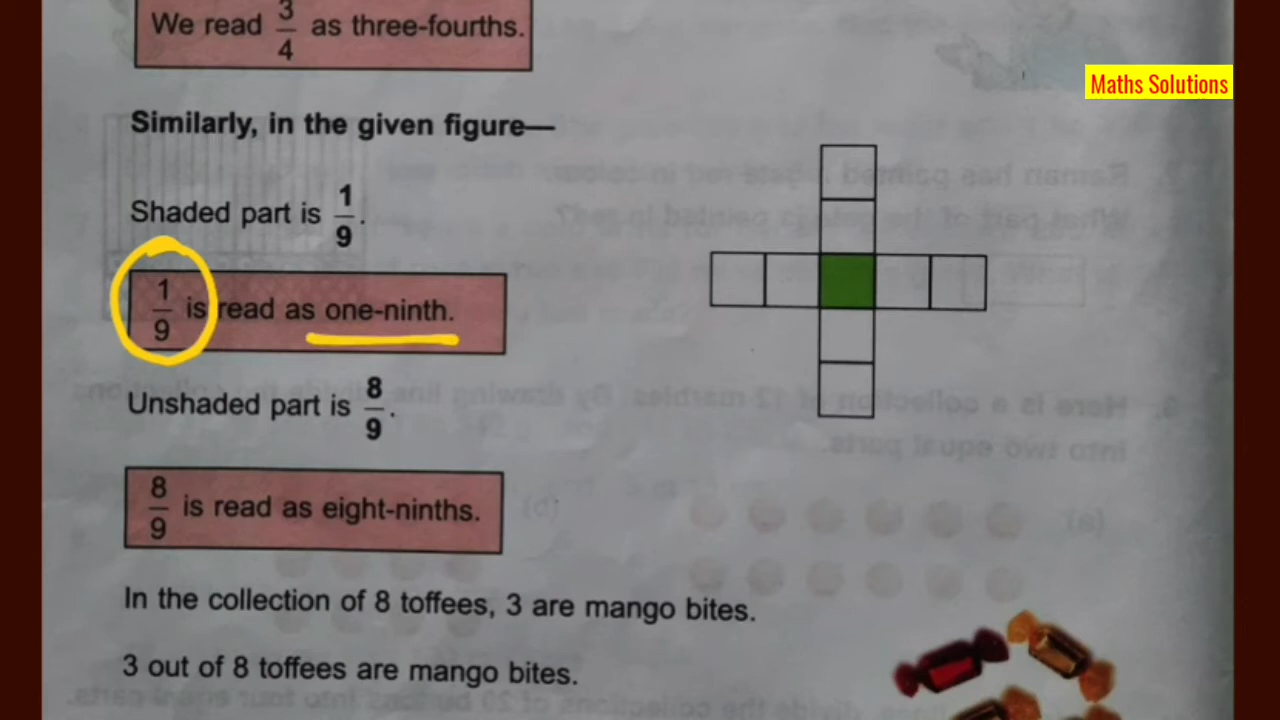 We read 3/4 as three-fourths.
Maths Solutions
Similarly, in the given figure—
Shaded part is 1/9.
1/9 is read as one-ninth.
Unshaded part is 8/9.
8/9 is read as eight-ninths.
In the collection of 8 toffees, 3 are mango bites.
3 out of 8 toffees are mango bites.